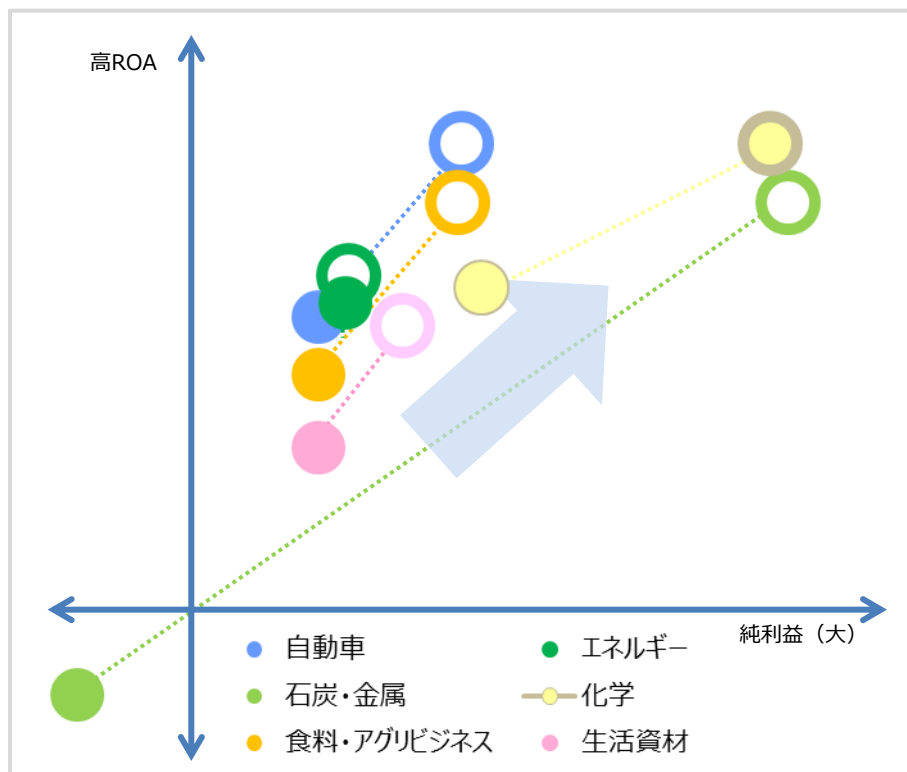 高ROA
純利益（大）
自動車
エネルギー
石炭・金属
化学
食料・アグリビジネス
生活資材